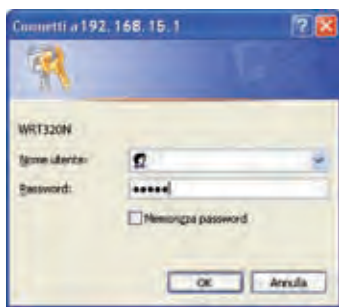 Connetti a 192.168.15.1
WRT320N
Nome utente:
Password:
Memorizza password
OK
Annulla